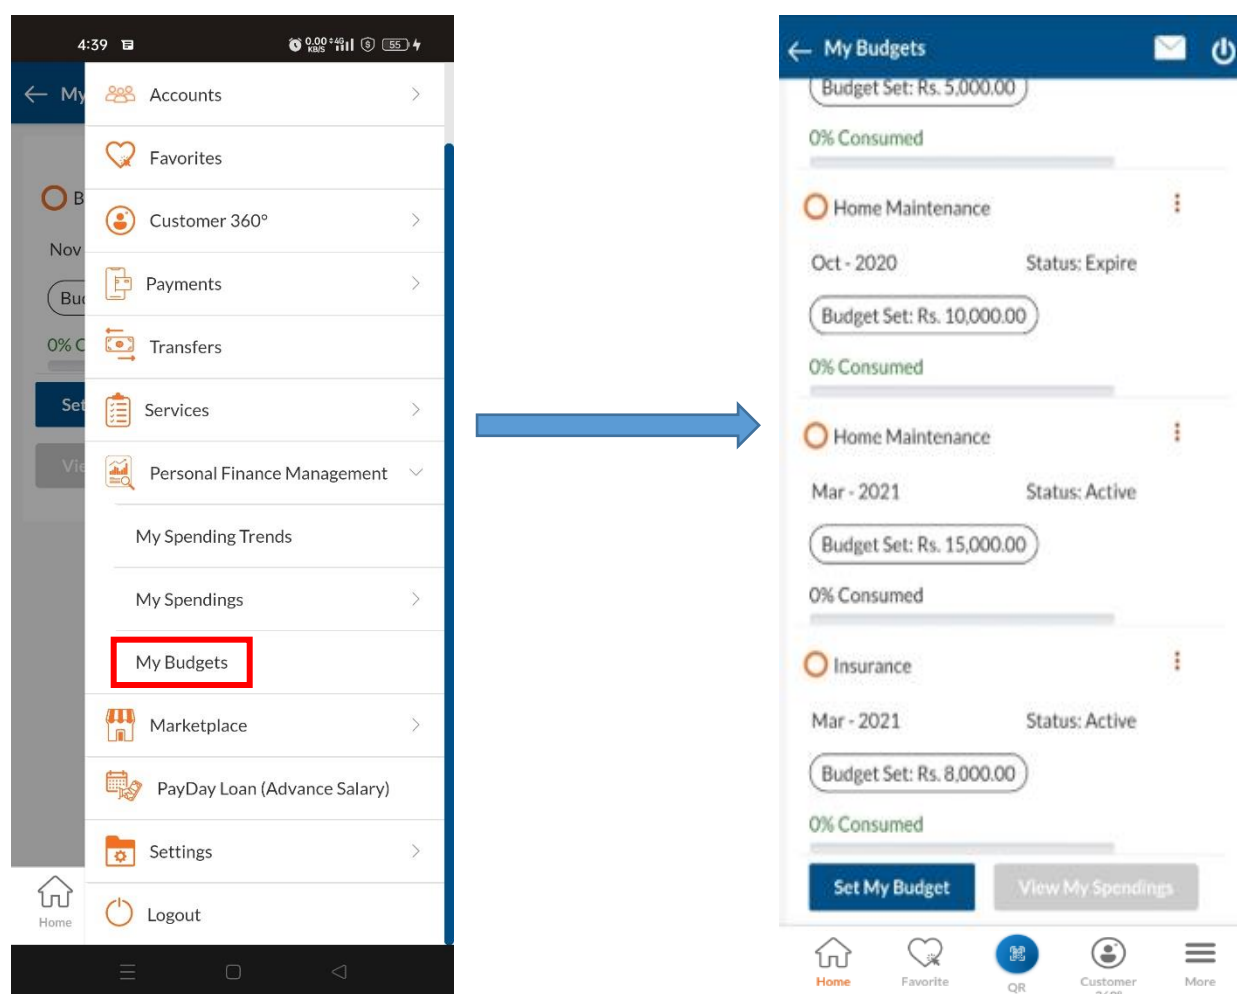 4:39
0.00 4G
KB/S
55
My
Accounts
Favorites
B
Customer 360°
Nov
Payments
Bud
0% C
Transfers
Set
Services
Vie
Personal Finance Management
My Spending Trends
My Spendings
My Budgets
Marketplace
PayDay Loan (Advance Salary)
Settings
Home
Logout
My Budgets
Budget Set: Rs. 5,000.00
0% Consumed
Home Maintenance
Oct - 2020 Status: Expire
Budget Set: Rs. 10,000.00
0% Consumed
Home Maintenance
Mar - 2021 Status: Active
Budget Set: Rs. 15,000.00
0% Consumed
Insurance
Mar - 2021 Status: Active
Budget Set: Rs. 8,000.00
0% Consumed
Set My Budget View My Spendings
Home Favorite QR Customer More